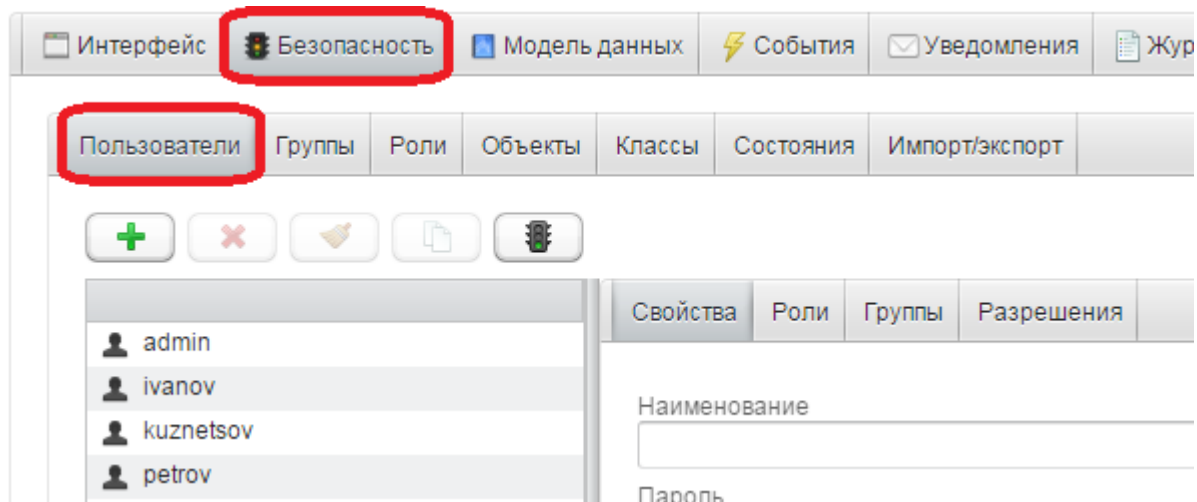 Интерфейс Безопасность Модель данных События Уведомления Жур
Пользователи Группы Роли Объекты Классы Состояния Импорт/экспорт
Свойства Роли Группы Разрешения
admin
ivanov
kuznetsov
petrov
Наименование
Пароль